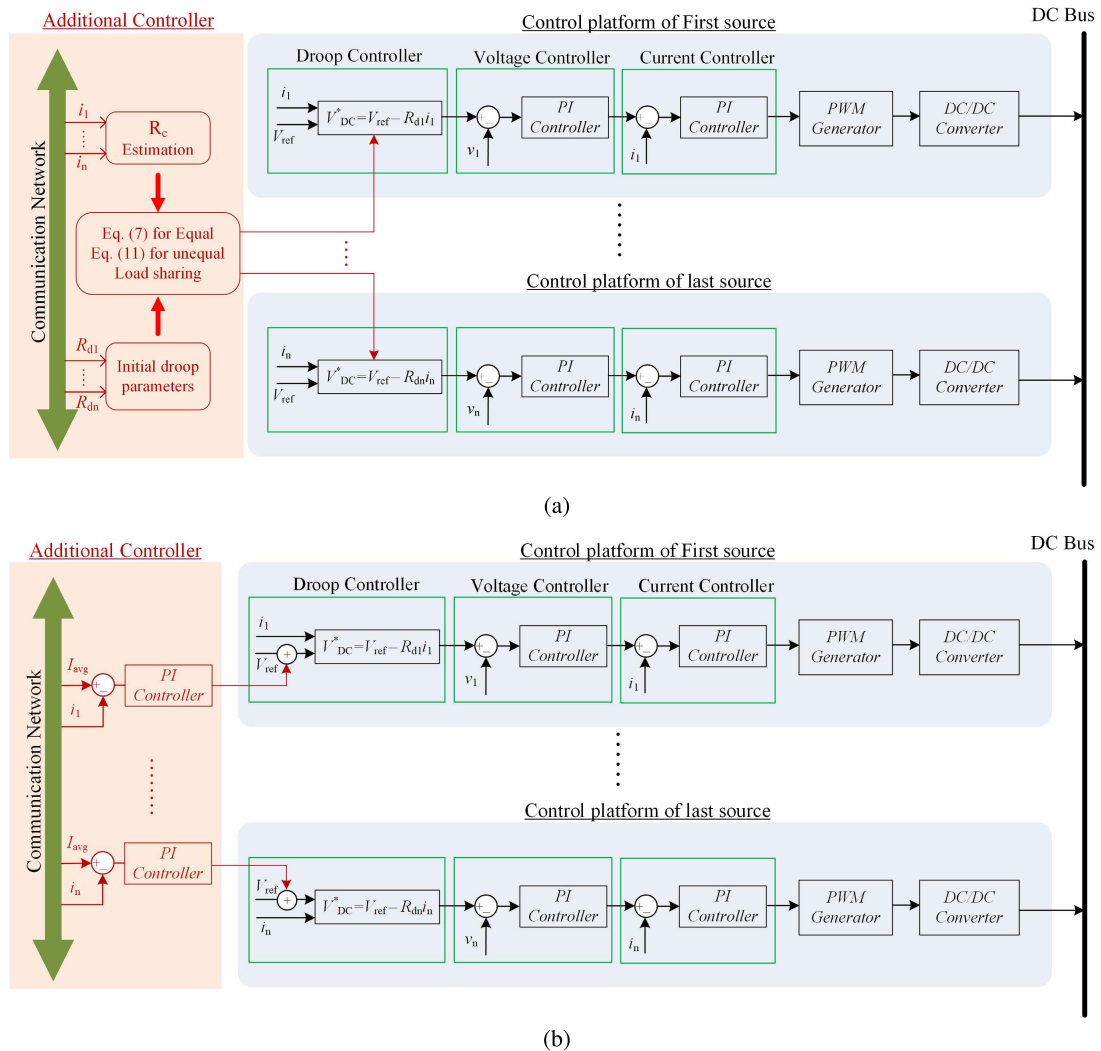 Additional Controller
Control platform of First source
DC Bus
Droop Controller
Voltage Controller
Current Controller
Communication Network
i1
in
Rc
Estimation
i1
Vref
V*DC=Vref−Rd1i1
+
−
v1
PI
Controller
+
−
i1
PI
Controller
PWM
Generator
DC/DC
Converter
Eq. (7) for Equal
Eq. (11) for unequal
Load sharing
Control platform of last source
Rd1
Rdn
Initial droop
parameters
in
Vref
V*DC=Vref−Rdnin
+
−
vn
PI
Controller
+
−
in
PI
Controller
PWM
Generator
DC/DC
Converter
(a)
Additional Controller
Control platform of First source
DC Bus
Droop Controller
Voltage Controller
Current Controller
Communication Network
Iavg
i1
+
−
PI
Controller
i1
Vref
+
V*DC=Vref−Rd1i1
+
−
v1
PI
Controller
+
−
i1
PI
Controller
PWM
Generator
DC/DC
Converter
Control platform of last source
Iavg
in
+
−
PI
Controller
Vref
+
in
V*DC=Vref−Rdnin
+
−
vn
PI
Controller
+
−
in
PI
Controller
PWM
Generator
DC/DC
Converter
(b)